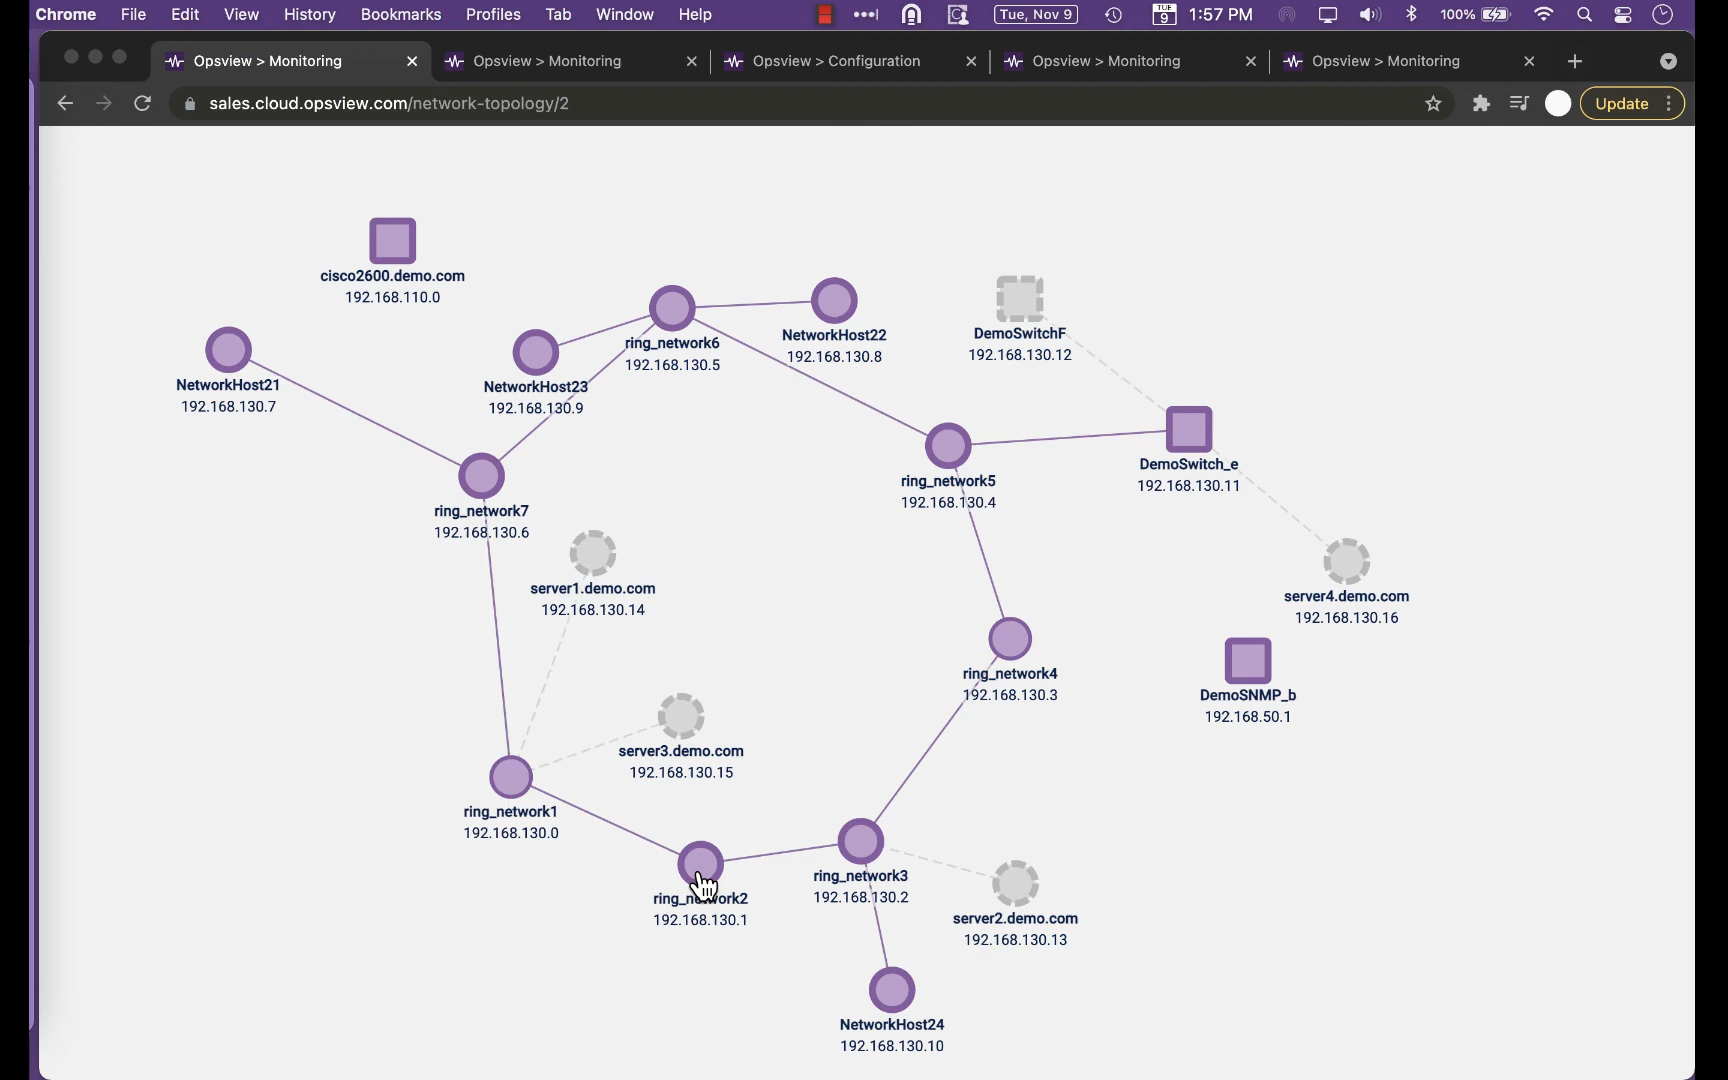 Chrome File Edit View History Bookmarks Profiles Tab Window Help Tue, Nov 9 TUE 9 1:57 PM 100%
Opsview > Monitoring Opsview > Monitoring Opsview > Configuration Opsview > Monitoring Opsview > Monitoring
sales.cloud.opsview.com/network-topology/2 Update
cisco2600.demo.com
192.168.110.0
NetworkHost21
192.168.130.7
NetworkHost23
192.168.130.9
ring_network6
192.168.130.5
NetworkHost22
192.168.130.8
DemoSwitchF
192.168.130.12
ring_network7
192.168.130.6
ring_network5
192.168.130.4
DemoSwitch_e
192.168.130.11
server1.demo.com
192.168.130.14
server4.demo.com
192.168.130.16
ring_network4
192.168.130.3
DemoSNMP_b
192.168.50.1
server3.demo.com
192.168.130.15
ring_network1
192.168.130.0
ring_network2
192.168.130.1
ring_network3
192.168.130.2
server2.demo.com
192.168.130.13
NetworkHost24
192.168.130.10